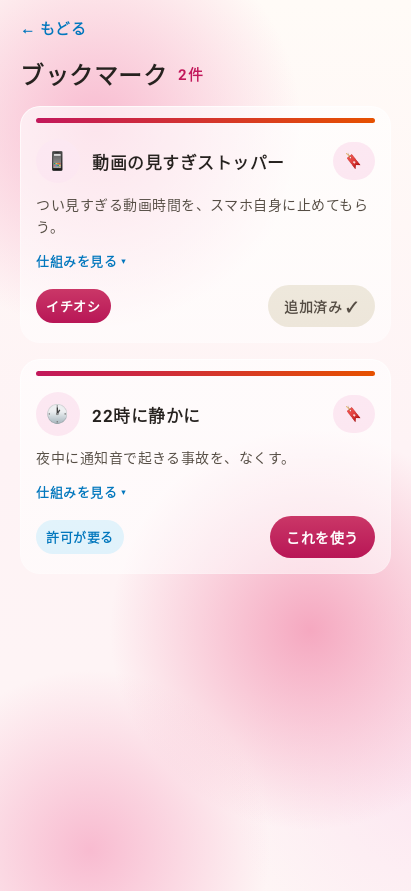 ← もどる
ブックマーク 2件
動画の見すぎストッパー
つい見すぎる動画時間を、スマホ自身に止めてもら
う。
仕組みを見る ▾
イチオシ
追加済み ✓
22時に静かに
夜中に通知音で起きる事故を、なくす。
仕組みを見る ▾
許可が要る
これを使う